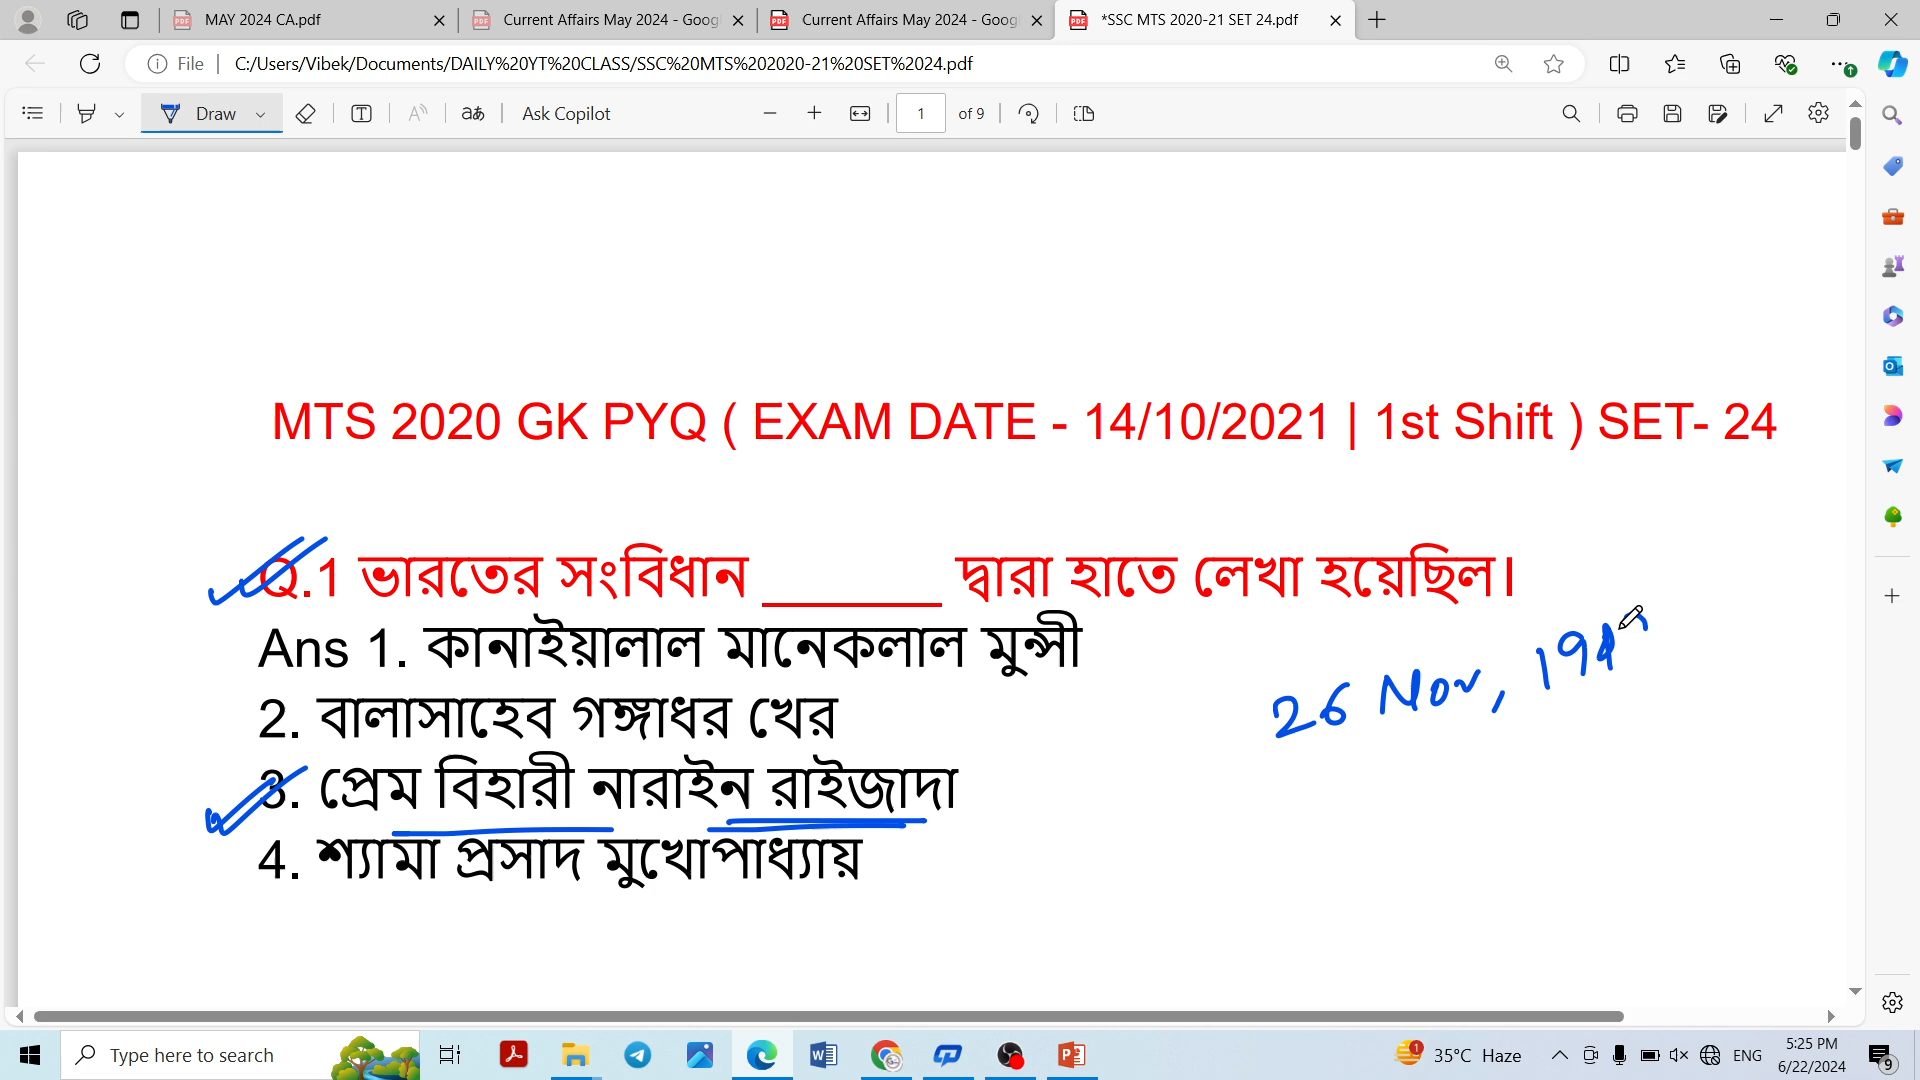 MAY 2024 CA.pdf
Current Affairs May 2024 - Goog
Current Affairs May 2024 - Goog
*SSC MTS 2020-21 SET 24.pdf
File
C:/Users/Vibek/Documents/DAILY%20YT%20CLASS/SSC%20MTS%202020-21%20SET%2024.pdf
Draw
Ask Copilot
1 of 9
MTS 2020 GK PYQ ( EXAM DATE - 14/10/2021 | 1st Shift ) SET- 24
Q.1 ভারতের সংবিধান ______ দ্বারা হাতে লেখা হয়েছিল।
Ans 1. কানাইয়ালাল মানেকলাল মুন্সী
2. বালাসাহেব গঙ্গাধর খের
3. প্রেম বিহারী নারাইন রাইজাদা
4. শ্যামা প্রসাদ মুখোপাধ্যায়
26 Nov,
Type here to search
35°C Haze
ENG
5:25 PM
6/22/2024
9